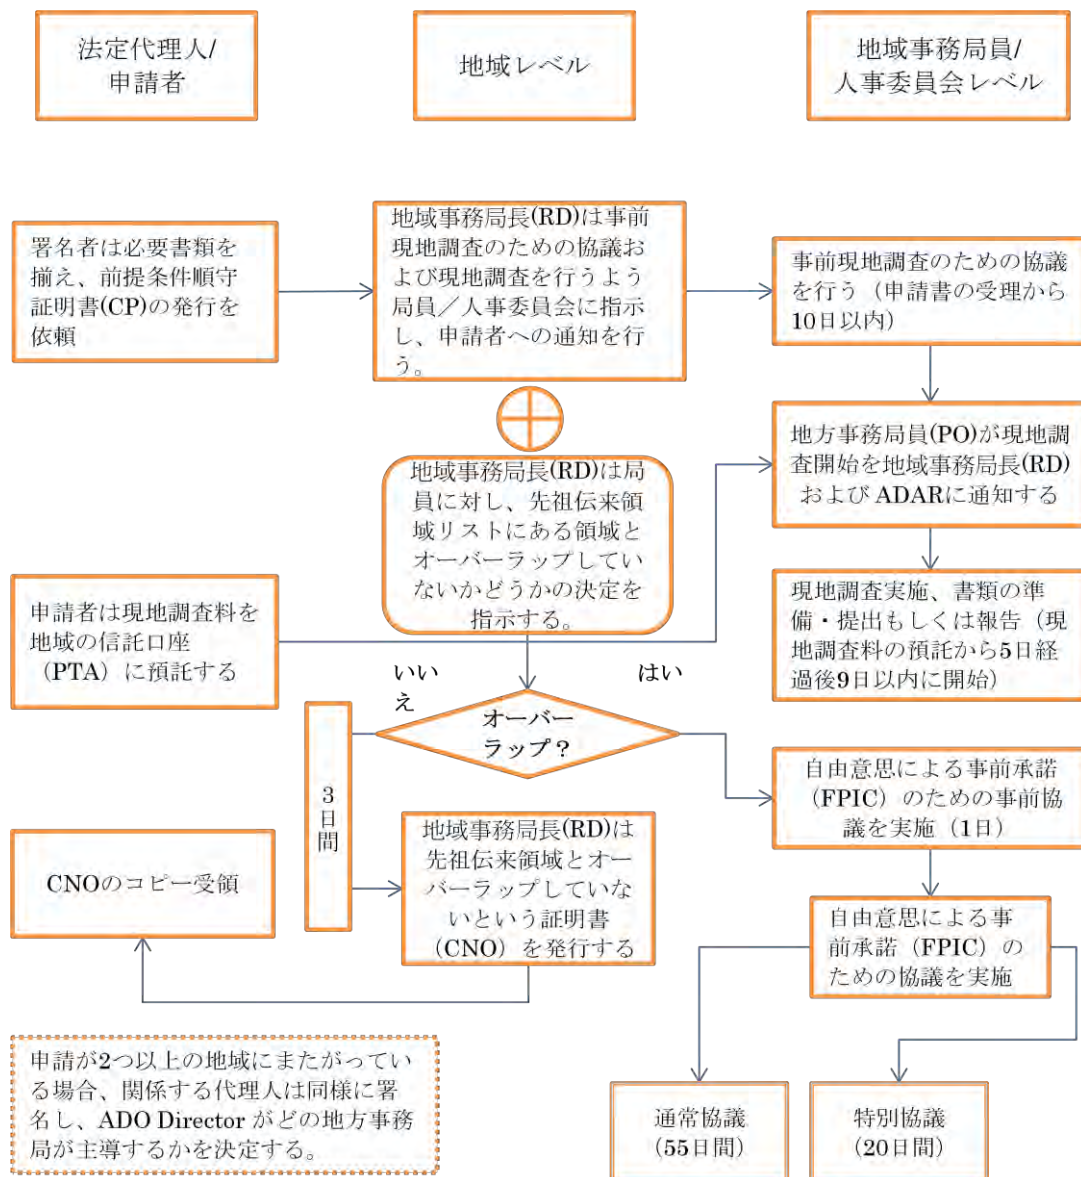 法定代理人/
申請者
地域レベル
地域事務局員/
人事委員会レベル
署名者は必要書類を
揃え、前提条件順守
証明書(CP)の発行を
依頼
地域事務局長(RD)は事前
現地調査のための協議お
よび現地調査を行うよう
局員／人事委員会に指示
し、申請者への通知を行
う。
事前現地調査のための協議
を行う（申請書の受理から
10日以内）
地域事務局長(RD)は局
員に対し、先祖伝来領
域リストにある領域と
オーバーラップしてい
ないかどうかの決定を
指示する。
地方事務局員(PO)が現地調
査開始を地域事務局長(RD)
および ADARに通知する
申請者は現地調査料を
地域の信託口座
（PTA）に預託する
現地調査実施、書類の準
備・提出もしくは報告（現
地調査料の預託から5日経
過後9日以内に開始）
いい
え
はい
オーバー
ラップ？
3
日
間
自由意思による事前承諾
（FPIC）のための事前協
議を実施（1日）
CNOのコピー受領
地域事務局長(RD)は
先祖伝来領域とオー
バーラップしていな
いという証明書
（CNO）を発行する
自由意思による事
前承諾（FPIC）の
ための協議を実施
申請が2つ以上の地域にまたがってい
る場合、関係する代理人は同様に署
名し、ADO Director がどの地方事務
局が主導するかを決定する。
通常協議
(55日間)
特別協議
（20日間）